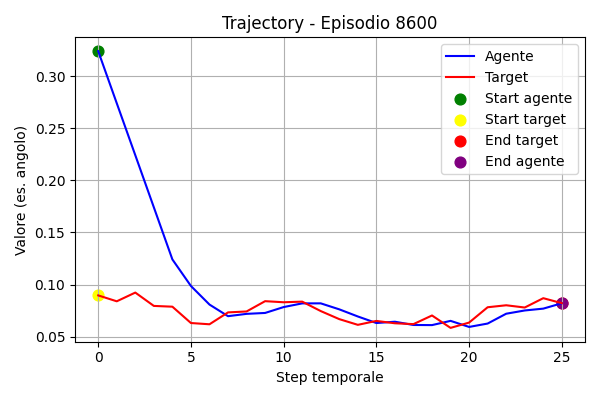 Trajectory - Episodio 8600
Agente
Target
Start agente
Start target
End target
End agente
Valore (es. angolo)
0.30
0.25
0.20
0.15
0.10
0.05
0 5 10 15 20 25
Step temporale